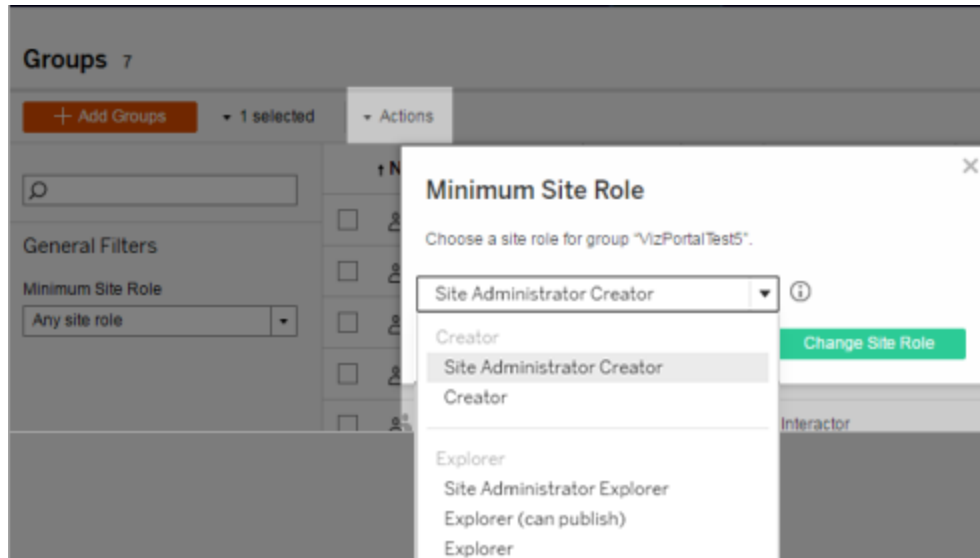 Groups 7
+ Add Groups
1 selected
Actions
↑ N
Minimum Site Role
Choose a site role for group "VizPortalTest5".
General Filters
Minimum Site Role
Any site role
Site Administrator Creator
Change Site Role
Creator
Site Administrator Creator
Creator
Interactor
Explorer
Site Administrator Explorer
Explorer (can publish)
Explorer